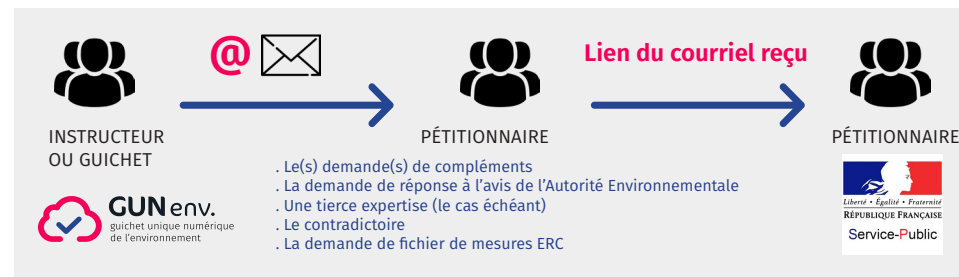 @
Lien du courriel reçu
INSTRUCTEUR
OU GUICHET
PÉTITIONNAIRE
PÉTITIONNAIRE
. Le(s) demande(s) de compléments
. La demande de réponse à l'avis de l'Autorité Environnementale
. Une tierce expertise (le cas échéant)
. Le contradictoire
. La demande de fichier de mesures ERC
GUN env.
guichet unique numérique
de l'environnement
Liberté • Égalité • Fraternité
RÉPUBLIQUE FRANÇAISE
Service-Public